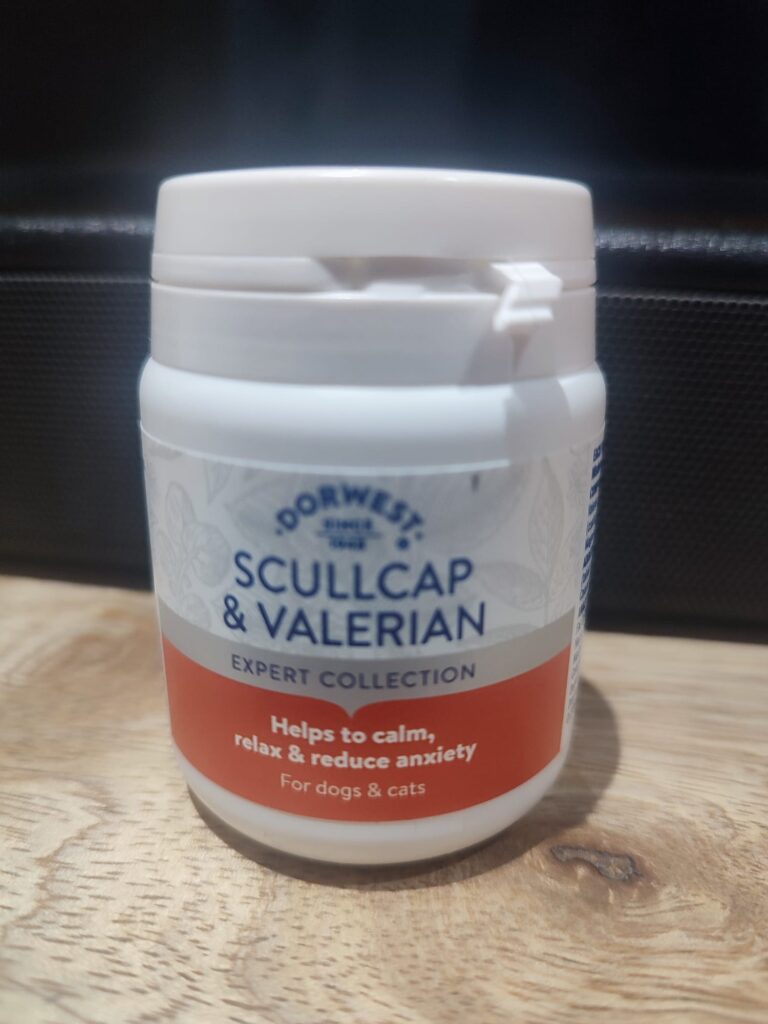 DORWEST
SINCE
SCULLCAP
& VALERIAN
EXPERT COLLECTION
Helps to calm,
relax & reduce anxiety
For dogs & cats